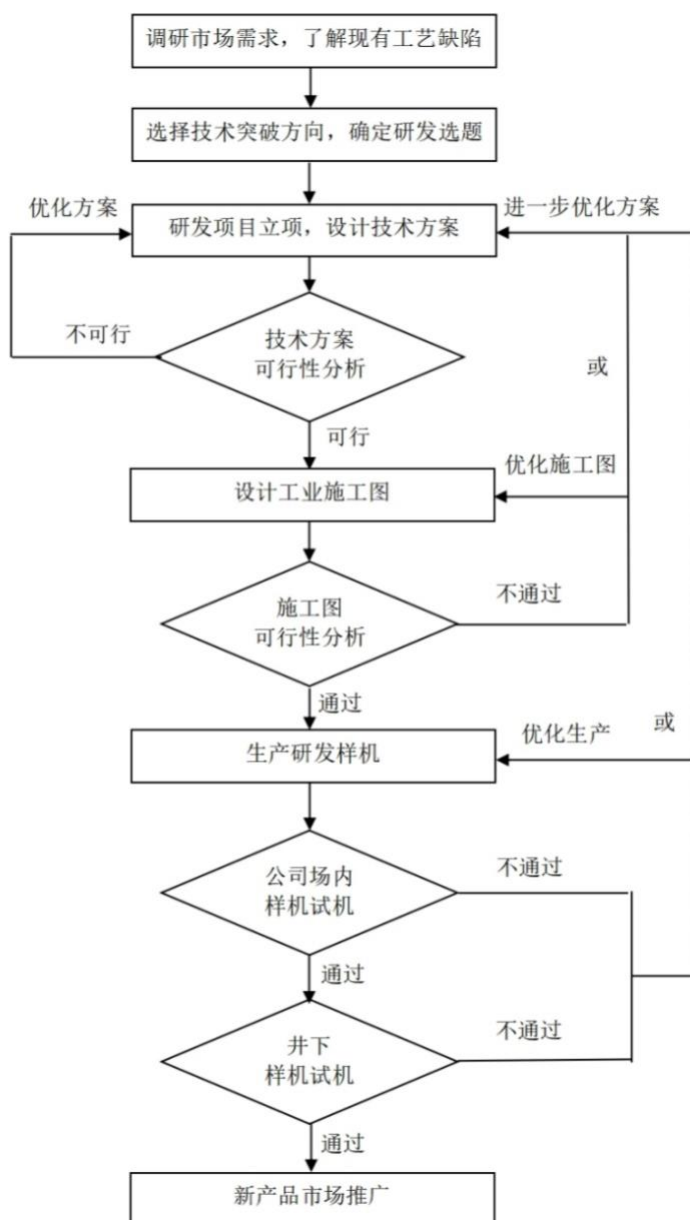 调研市场需求，了解现有工艺缺陷
选择技术突破方向，确定研发选题
优化方案
进一步优化方案
研发项目立项，设计技术方案
不可行
技术方案
可行性分析
或
可行
优化施工图
设计工业施工图
不通过
施工图
可行性分析
通过
优化生产
或
生产研发样机
不通过
公司场内
样机试机
通过
不通过
井下
样机试机
通过
新产品市场推广